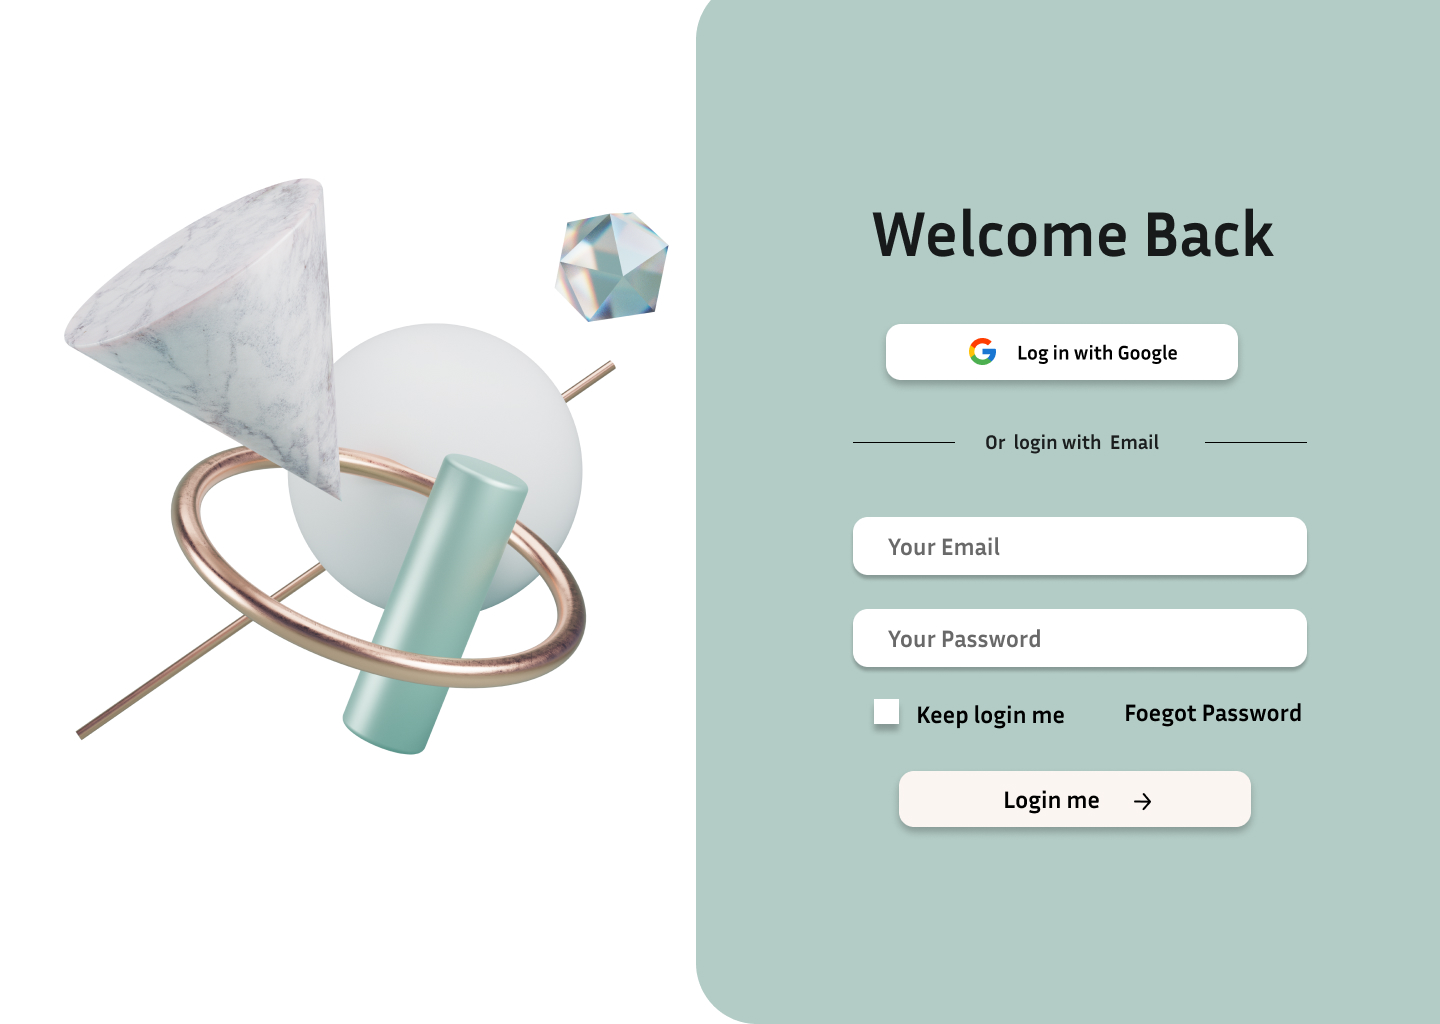 Welcome Back
Log in with Google
Or login with Email
Your Email
Your Password
Keep login me Foegot Password
Login me